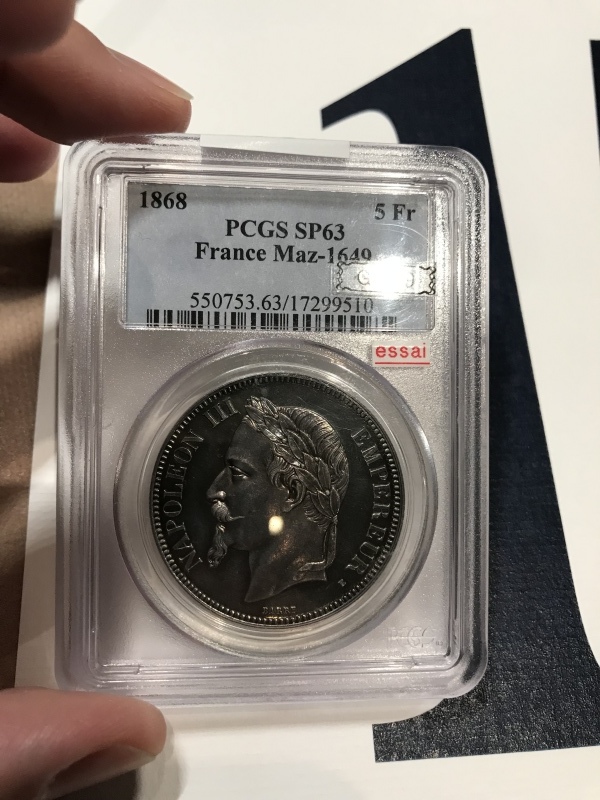 1868 5 Fr
PCGS SP63
France Maz-1649
550753.63/17299510
essai
NAPOLEON III EMPEREUR
BARRE